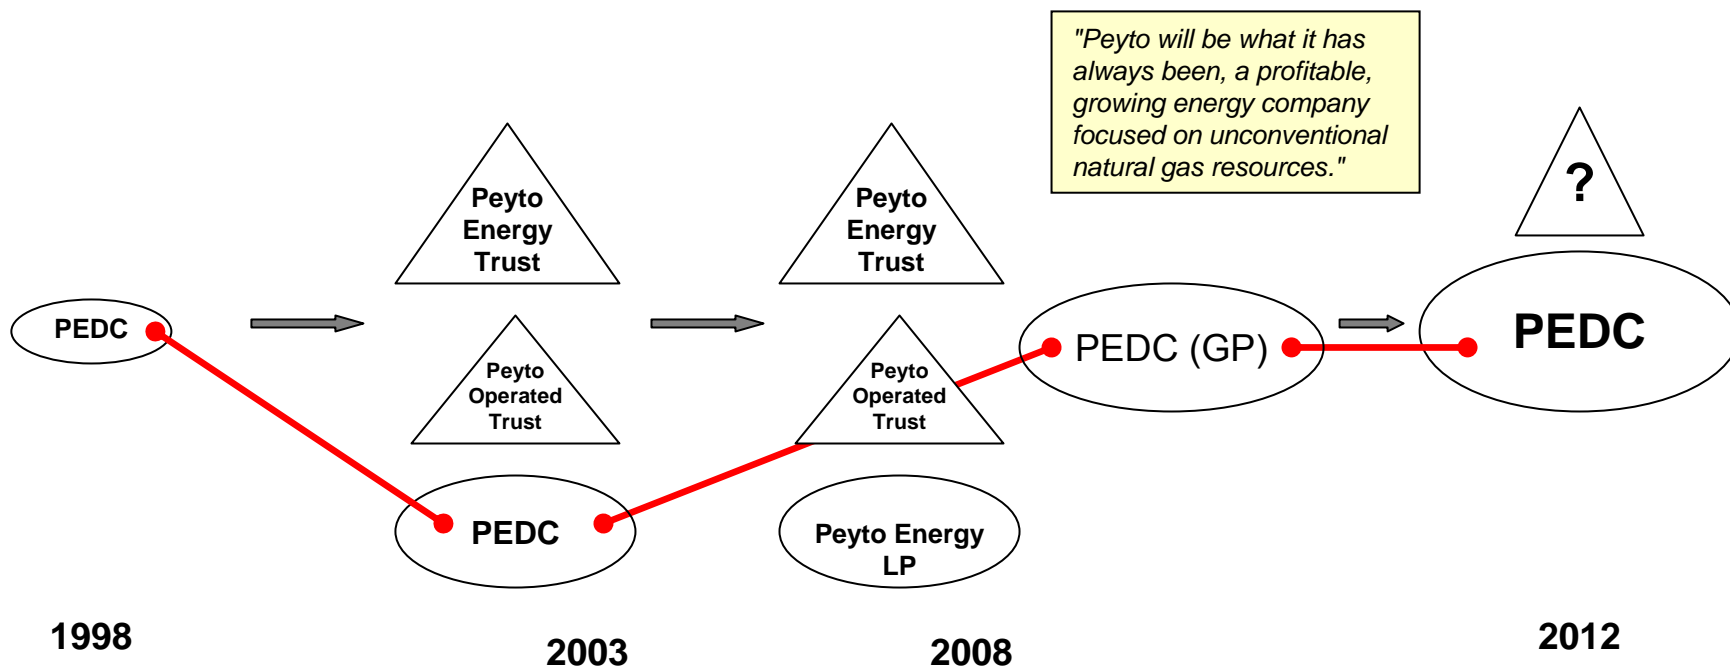 "Peyto will be what it has
always been, a profitable,
growing energy company
focused on unconventional
natural gas resources."
?
Peyto
Energy
Trust
Peyto
Energy
Trust
PEDC
PEDC (GP)
PEDC
Peyto
Operated
Trust
Peyto
Operated
Trust
PEDC
Peyto Energy
LP
1998
2003
2008
2012